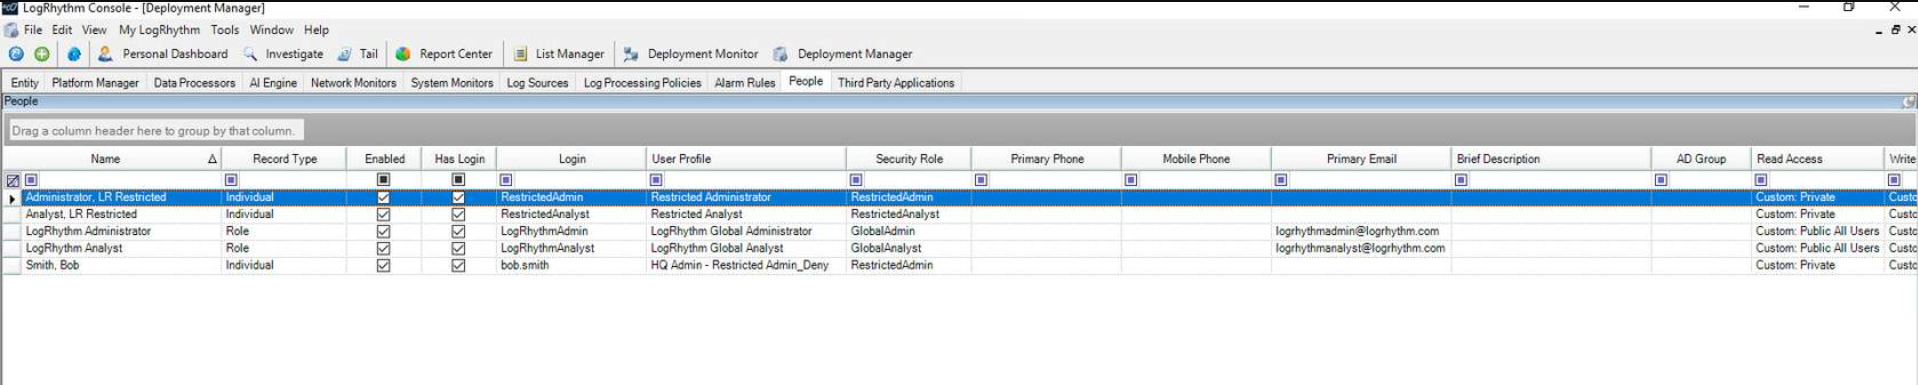 LogRhythm Console - [Deployment Manager]
File Edit View My LogRhythm Tools Window Help
Personal Dashboard Investigate Tail Report Center List Manager Deployment Monitor Deployment Manager
Entity Platform Manager Data Processors AI Engine Network Monitors System Monitors Log Sources Log Processing Policies Alarm Rules People Third Party Applications
People
Drag a column header here to group by that column.
Name Record Type Enabled Has Login Login User Profile Security Role Primary Phone Mobile Phone Primary Email Brief Description AD Group Read Access Write
Administrator, LR Restricted Individual RestrictedAdmin Restricted Administrator RestrictedAdmin Custom: Private Custo
Analyst, LR Restricted Individual RestrictedAnalyst Restricted Analyst RestrictedAnalyst Custom: Private Custo
LogRhythm Administrator Role LogRhythmAdmin LogRhythm Global Administrator GlobalAdmin logrhythmadmin@logrhythm.com Custom: Public All Users Custo
LogRhythm Analyst Role LogRhythmAnalyst LogRhythm Global Analyst GlobalAnalyst logrhythmanalyst@logrhythm.com Custom: Public All Users Custo
Smith, Bob Individual bob.smith HQ Admin - Restricted Admin_Deny RestrictedAdmin Custom: Private Custo